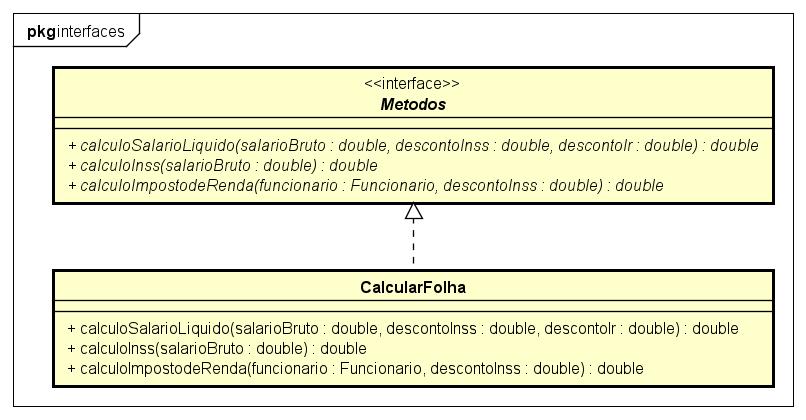 pkg interfaces
<<interface>>
Metodos
+ calculoSalarioLiquido(salarioBruto : double, descontoInss : double, descontoIr : double) : double
+ calculoInss(salarioBruto : double) : double
+ calculoImpostodeRenda(funcionario : Funcionario, descontoInss : double) : double
CalcularFolha
+ calculoSalarioLiquido(salarioBruto : double, descontoInss : double, descontoIr : double) : double
+ calculoInss(salarioBruto : double) : double
+ calculoImpostodeRenda(funcionario : Funcionario, descontoInss : double) : double